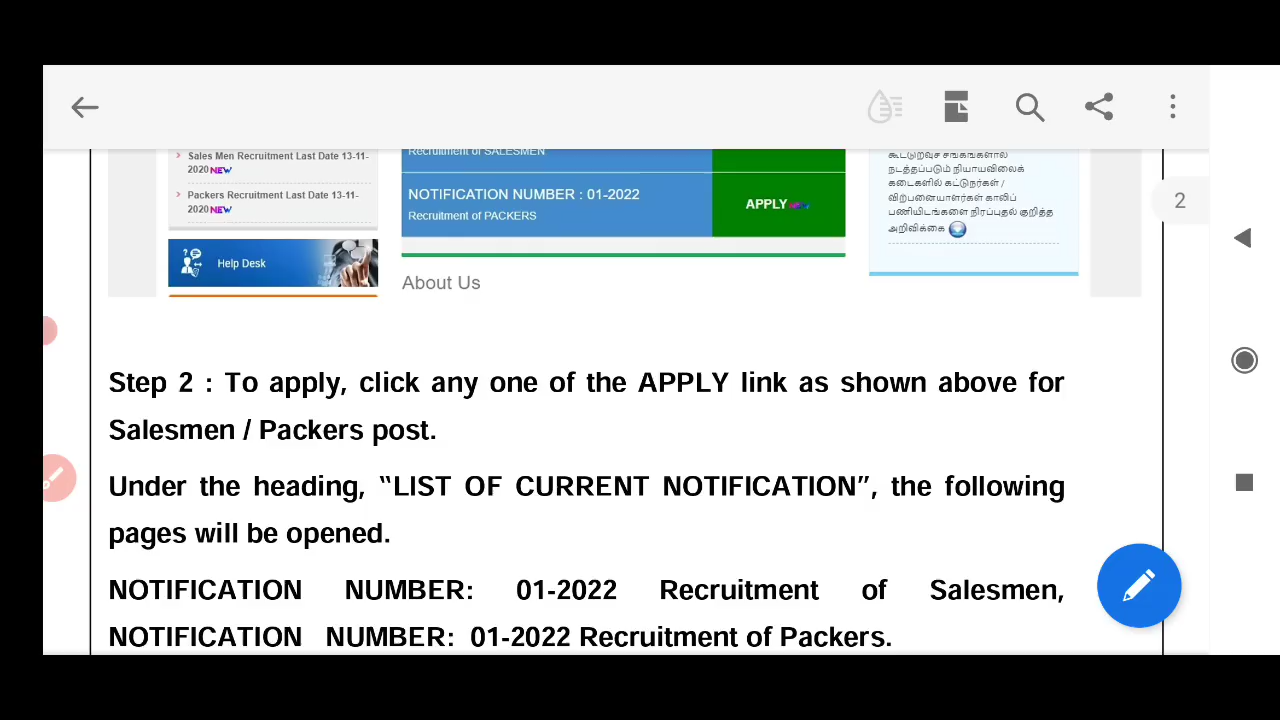 2
Sales Men Recruitment Last Date 13-11-
2020 NEW
Packers Recruitment Last Date 13-11-
2020 NEW
Help Desk
Recruitment of SALESMEN
NOTIFICATION NUMBER : 01-2022
Recruitment of PACKERS
APPLY
About Us
கூட்டுறவுச் சங்கங்களால்
நடத்தப்படும் நியாயவிலைக்
கடைகளில் கட்டுநர்கள் /
விற்பனையாளர்கள் காலிப்
பணியிடங்களை நிரப்புதல் குறித்த
அறிவிக்கை
Step 2 : To apply, click any one of the APPLY link as shown above for
Salesmen / Packers post.
Under the heading, “LIST OF CURRENT NOTIFICATION”, the following
pages will be opened.
NOTIFICATION NUMBER: 01-2022 Recruitment of Salesmen,
NOTIFICATION NUMBER: 01-2022 Recruitment of Packers.